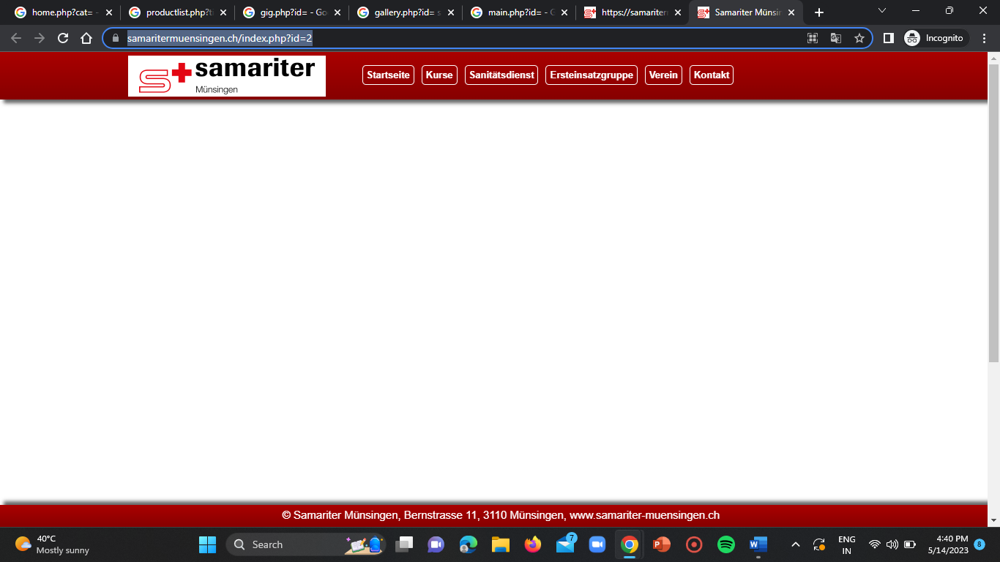 home.php?cat= -
productlist.php?t
gig.php?id= - Go
gallery.php?id= s
main.php?id= - G
https://samariter
Samariter Münsin
samaritermuensingen.ch/index.php?id=2
Incognito
samariter
Münsingen
Startseite Kurse Sanitätsdienst Ersteinsatzgruppe Verein Kontakt
© Samariter Münsingen, Bernstrasse 11, 3110 Münsingen, www.samariter-muensingen.ch
40°C
Mostly sunny
Search
7
ENG
IN
4:40 PM
5/14/2023
8